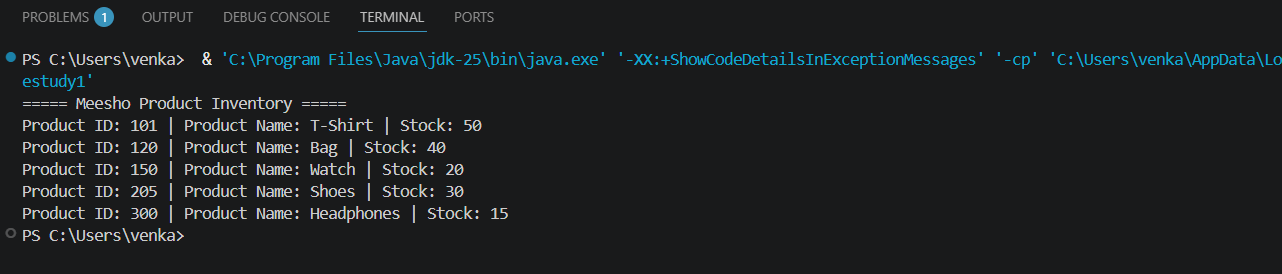 PROBLEMS 1 OUTPUT DEBUG CONSOLE TERMINAL PORTS
PS C:\Users\venka>  & 'C:\Program Files\Java\jdk-25\bin\java.exe' '-XX:+ShowCodeDetailsInExceptionMessages' '-cp' 'C:\Users\venka\AppData\Lo
estudy1'
===== Meesho Product Inventory =====
Product ID: 101 | Product Name: T-Shirt | Stock: 50
Product ID: 120 | Product Name: Bag | Stock: 40
Product ID: 150 | Product Name: Watch | Stock: 20
Product ID: 205 | Product Name: Shoes | Stock: 30
Product ID: 300 | Product Name: Headphones | Stock: 15
PS C:\Users\venka>